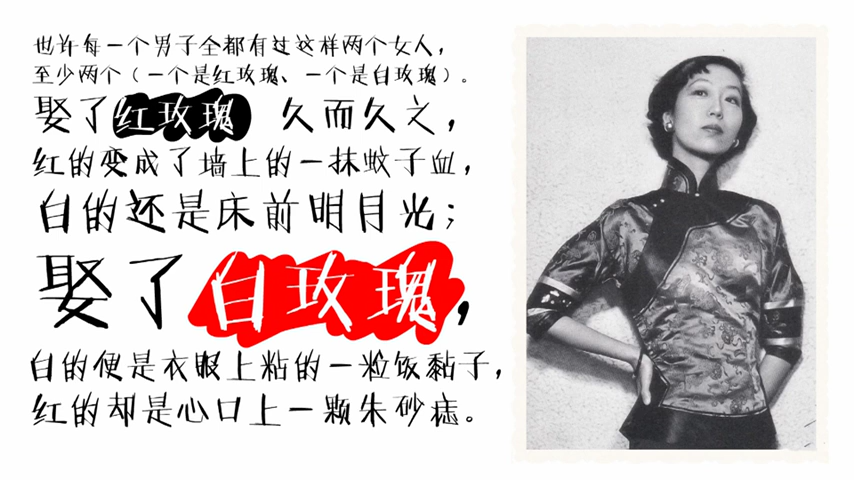 也许每一个男子全都有过这样两个女人，
至少两个（一个是红玫瑰、一个是白玫瑰）。
娶了红玫瑰 久而久之，
红的变成了墙上的一抹蚊子血，
白的还是床前明月光；
娶了白玫瑰，
白的便是衣服上粘的一粒饭黏子，
红的却是心口上一颗朱砂痣。